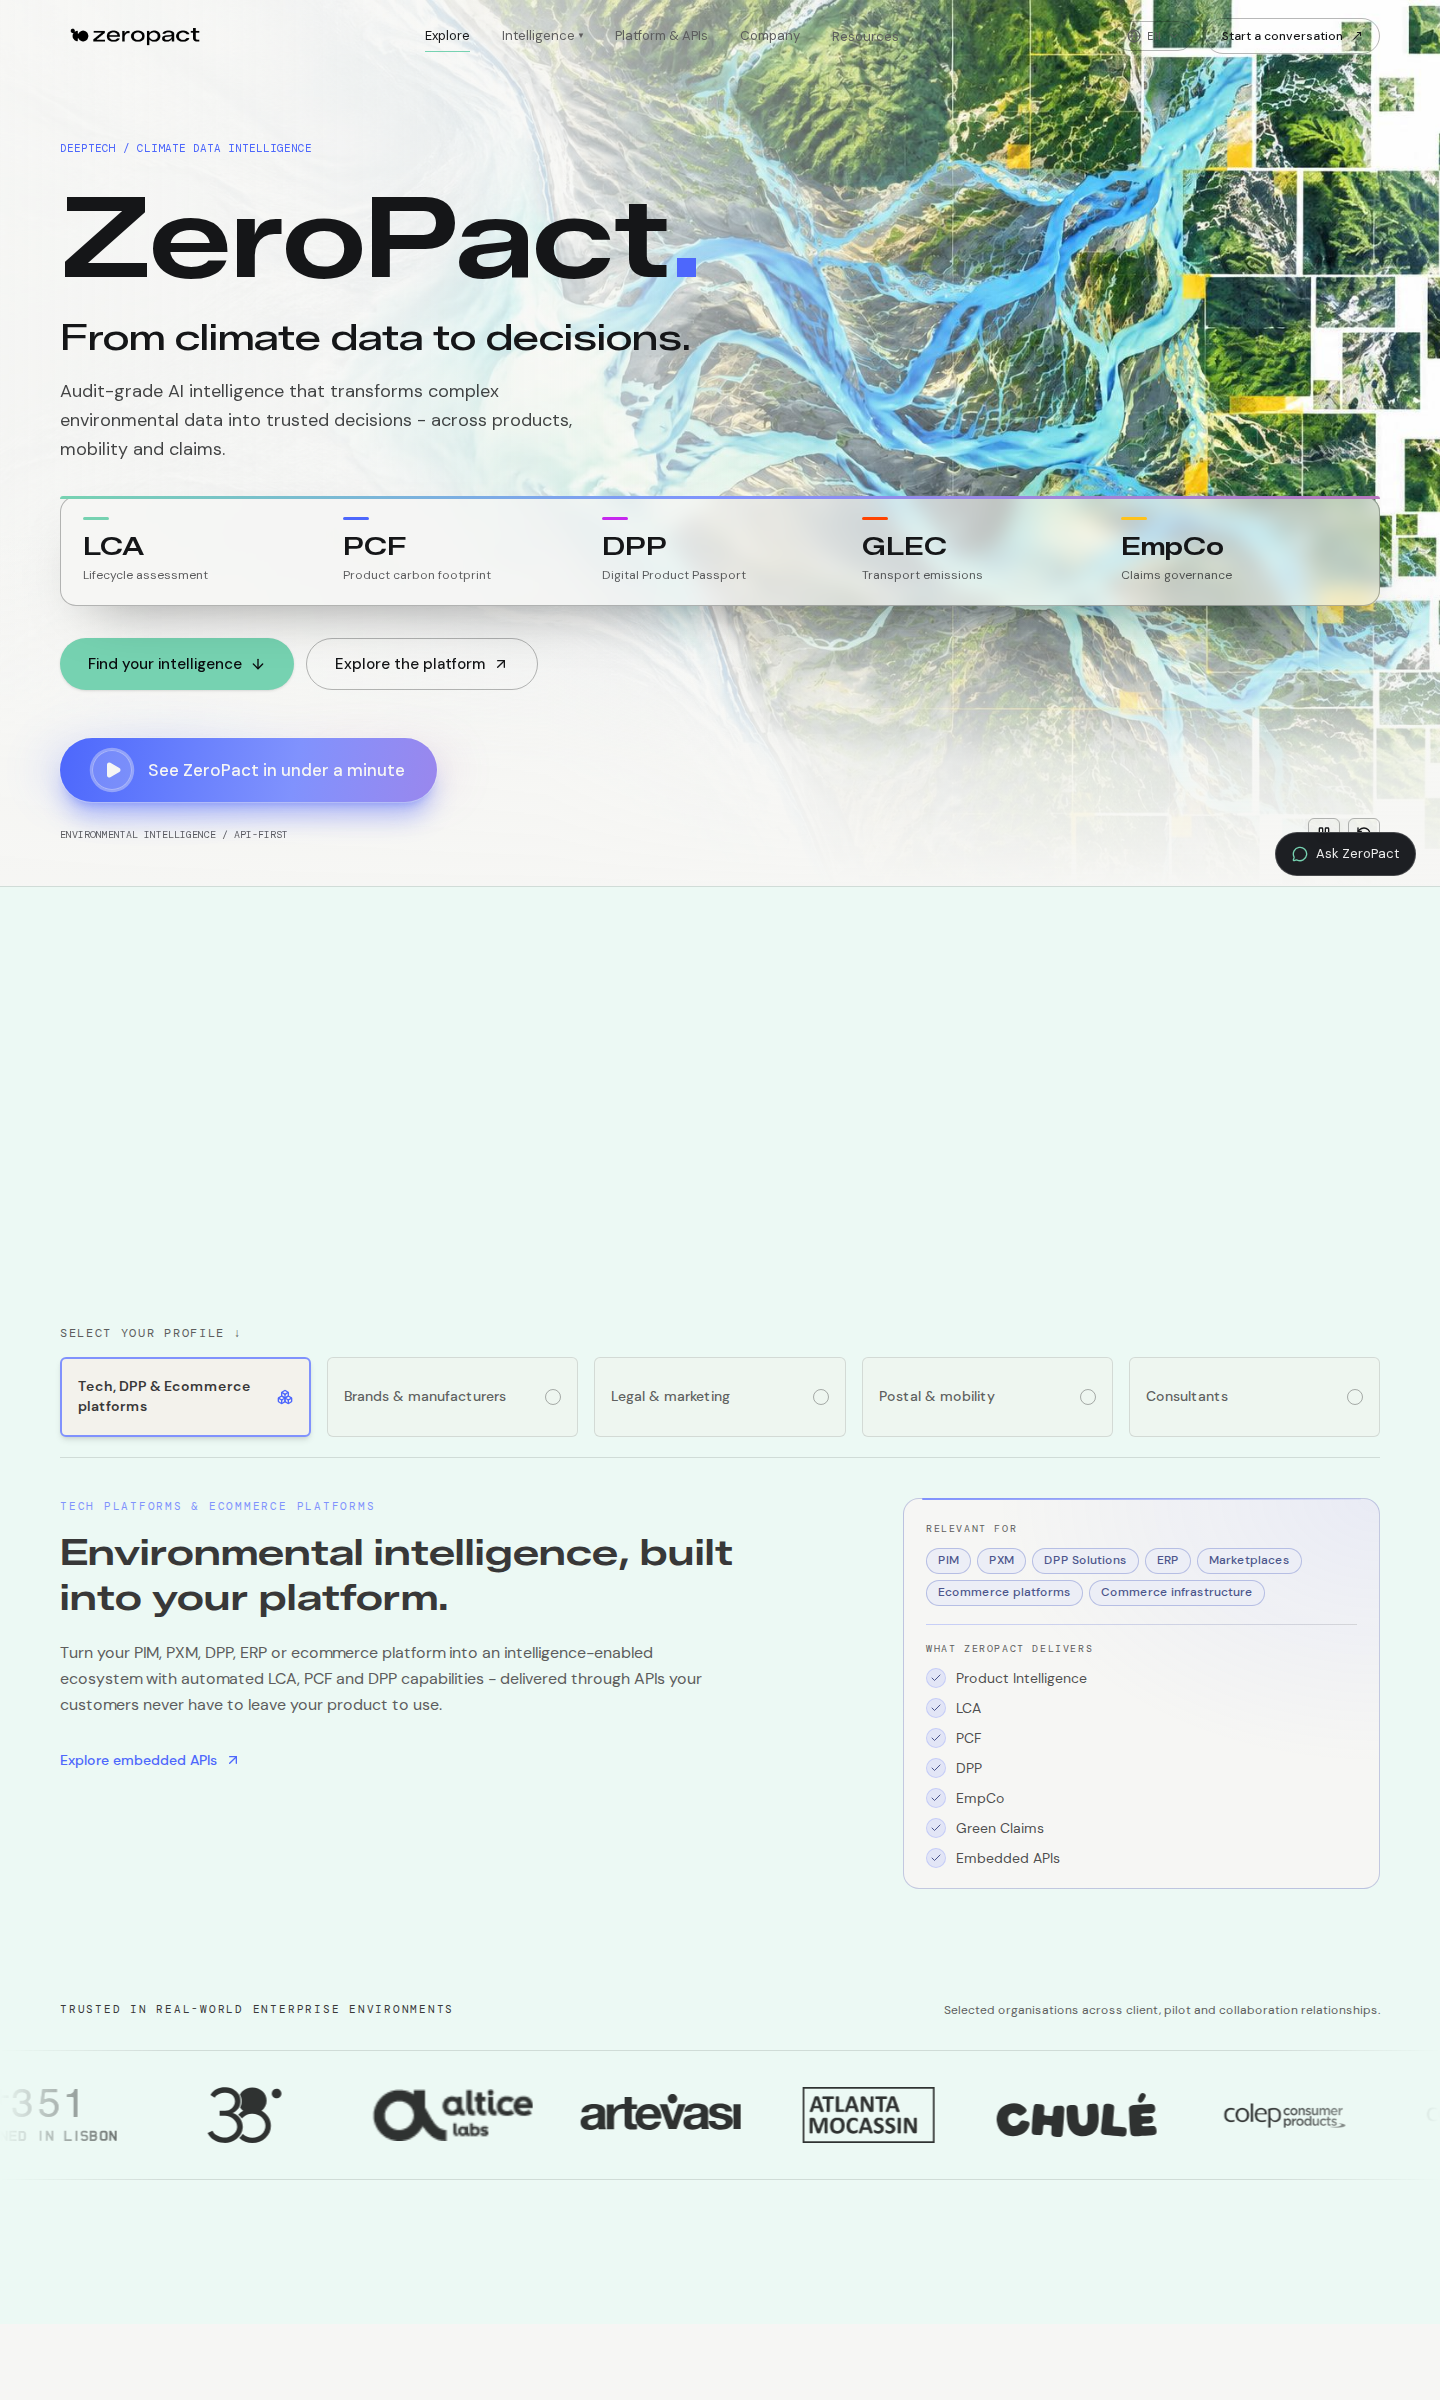 zeropact
Explore
Intelligence ▾
Platform & APIs
Company
Resources
Start a conversation ↗
DEEPTECH / CLIMATE DATA INTELLIGENCE
ZeroPact.
From climate data to decisions.
Audit-grade AI intelligence that transforms complex
environmental data into trusted decisions - across products,
mobility and claims.
LCA
Lifecycle assessment
PCF
Product carbon footprint
DPP
Digital Product Passport
GLEC
Transport emissions
EmpCo
Claims governance
Find your intelligence ↓
Explore the platform ↗
See ZeroPact in under a minute
ENVIRONMENTAL INTELLIGENCE / API-FIRST
Ask ZeroPact
SELECT YOUR PROFILE ↓
Tech, DPP & Ecommerce
platforms
Brands & manufacturers
Legal & marketing
Postal & mobility
Consultants
TECH PLATFORMS & ECOMMERCE PLATFORMS
Environmental intelligence, built
into your platform.
Turn your PIM, PXM, DPP, ERP or ecommerce platform into an intelligence-enabled
ecosystem with automated LCA, PCF and DPP capabilities - delivered through APIs your
customers never have to leave your product to use.
Explore embedded APIs ↗
RELEVANT FOR
PIM
PXM
DPP Solutions
ERP
Marketplaces
Ecommerce platforms
Commerce infrastructure
WHAT ZEROPACT DELIVERS
Product Intelligence
LCA
PCF
DPP
EmpCo
Green Claims
Embedded APIs
TRUSTED IN REAL-WORLD ENTERPRISE ENVIRONMENTS
Selected organisations across client, pilot and collaboration relationships.
351
IN LISBON
38°
altice
labs
artevasi
ATLANTA
MOCASSIN
CHULÉ
colep consumer
products